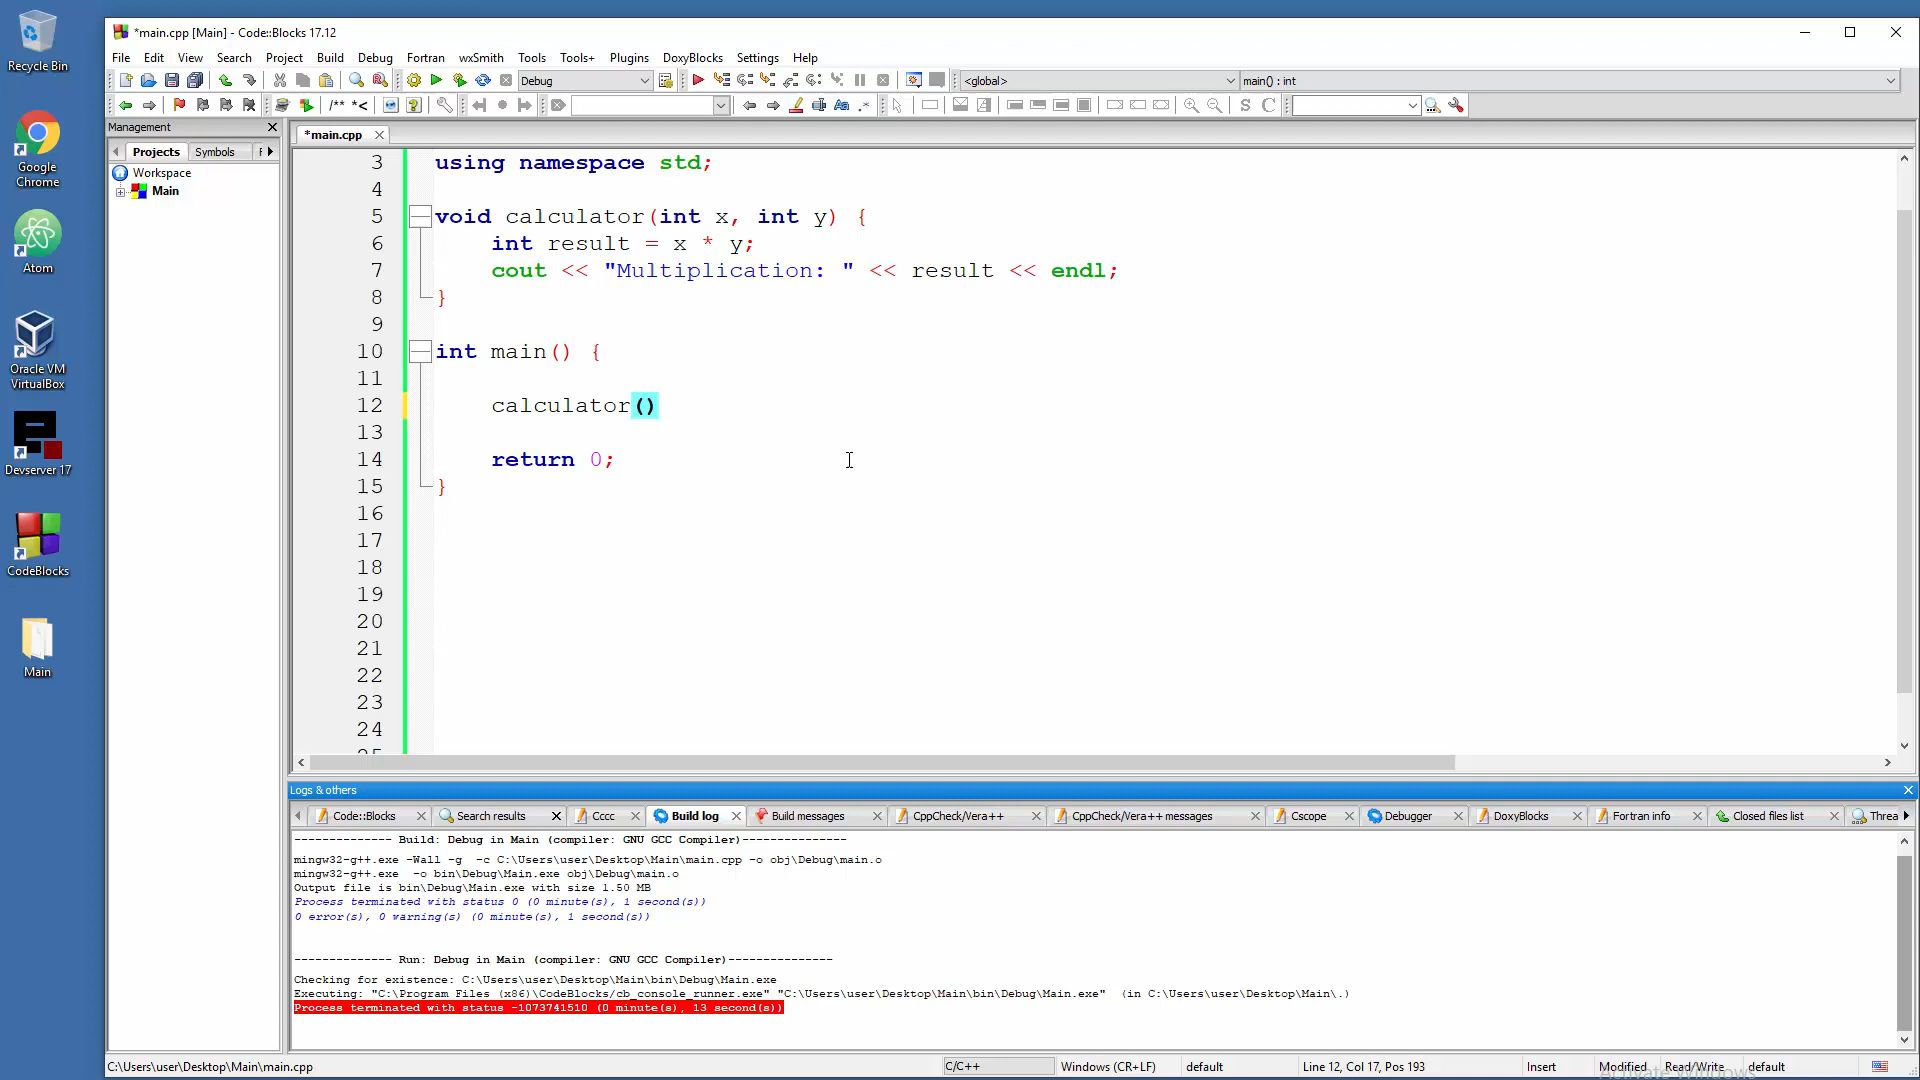 Recycle Bin
Google
Chrome
Atom
Oracle VM
VirtualBox
Devserver 17
CodeBlocks
Main
*main.cpp [Main] - Code::Blocks 17.12
File Edit View Search Project Build Debug Fortran wxSmith Tools Tools+ Plugins DoxyBlocks Settings Help
Debug <global> main() : int
/** *< Aa .* S C
Management
*main.cpp
Projects Symbols F
Workspace
Main
3 using namespace std;
4
5 void calculator(int x, int y) {
6 int result = x * y;
7 cout << "Multiplication: " << result << endl;
8 }
9
10 int main() {
11
12 calculator()
13
14 return 0;
15 }
16
17
18
19
20
21
22
23
24
25
Logs & others
Code::Blocks Search results Cccc Build log Build messages CppCheck/Vera++ CppCheck/Vera++ messages Cscope Debugger DoxyBlocks Fortran info Closed files list Threa
-------------- Build: Debug in Main (compiler: GNU GCC Compiler)---------------
mingw32-g++.exe -Wall -g -c C:\Users\user\Desktop\Main\main.cpp -o obj\Debug\main.o
mingw32-g++.exe -o bin\Debug\Main.exe obj\Debug\main.o
Output file is bin\Debug\Main.exe with size 1.50 MB
Process terminated with status 0 (0 minute(s), 1 second(s))
0 error(s), 0 warning(s) (0 minute(s), 1 second(s))
-------------- Run: Debug in Main (compiler: GNU GCC Compiler)---------------
Checking for existence: C:\Users\user\Desktop\Main\bin\Debug\Main.exe
Executing: "C:\Program Files (x86)\CodeBlocks/cb_console_runner.exe" "C:\Users\user\Desktop\Main\bin\Debug\Main.exe" (in C:\Users\user\Desktop\Main\.)
Process terminated with status -1073741510 (0 minute(s), 13 second(s))
C:\Users\user\Desktop\Main\main.cpp C/C++ Windows (CR+LF) default Line 12, Col 17, Pos 193 Insert Modified Read/Write default
Activate Windows